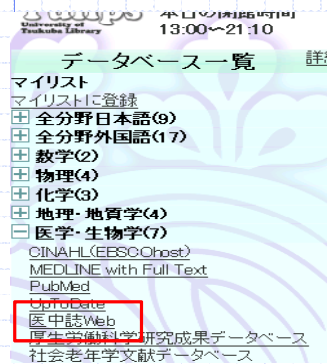 Tulips 本日の開館時間
University of
Tsukuba Library
13:00~21:10
データベース一覧
マイリスト
マイリストに登録
全分野日本語(9)
全分野外国語(17)
数学(2)
物理(4)
化学(3)
地理・地質学(4)
医学・生物学(7)
CINAHL(EBSCOhost)
MEDLINE with Full Text
PubMed
UpToDate
医中誌Web
厚生労働科学研究成果データベース
社会老年学文献データベース